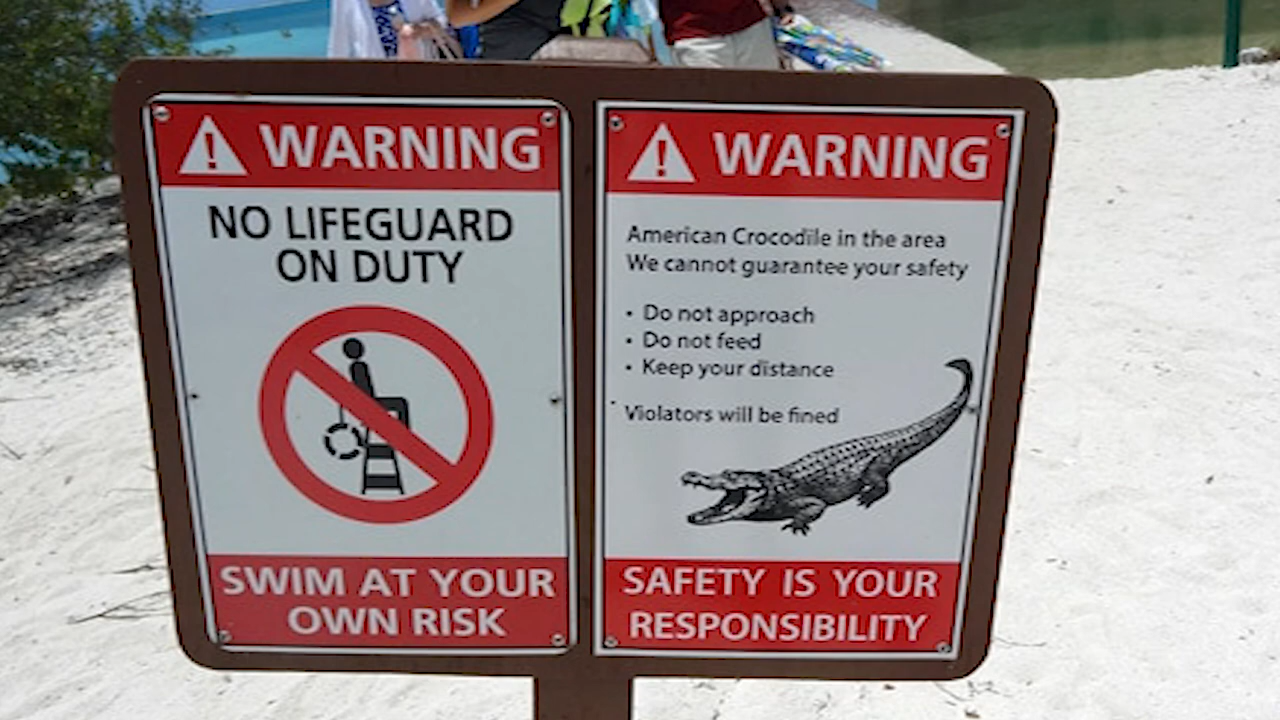 WARNING
NO LIFEGUARD
ON DUTY
SWIM AT YOUR
OWN RISK
WARNING
American Crocodile in the area
We cannot guarantee your safety
• Do not approach
• Do not feed
• Keep your distance
Violators will be fined
SAFETY IS YOUR
RESPONSIBILITY